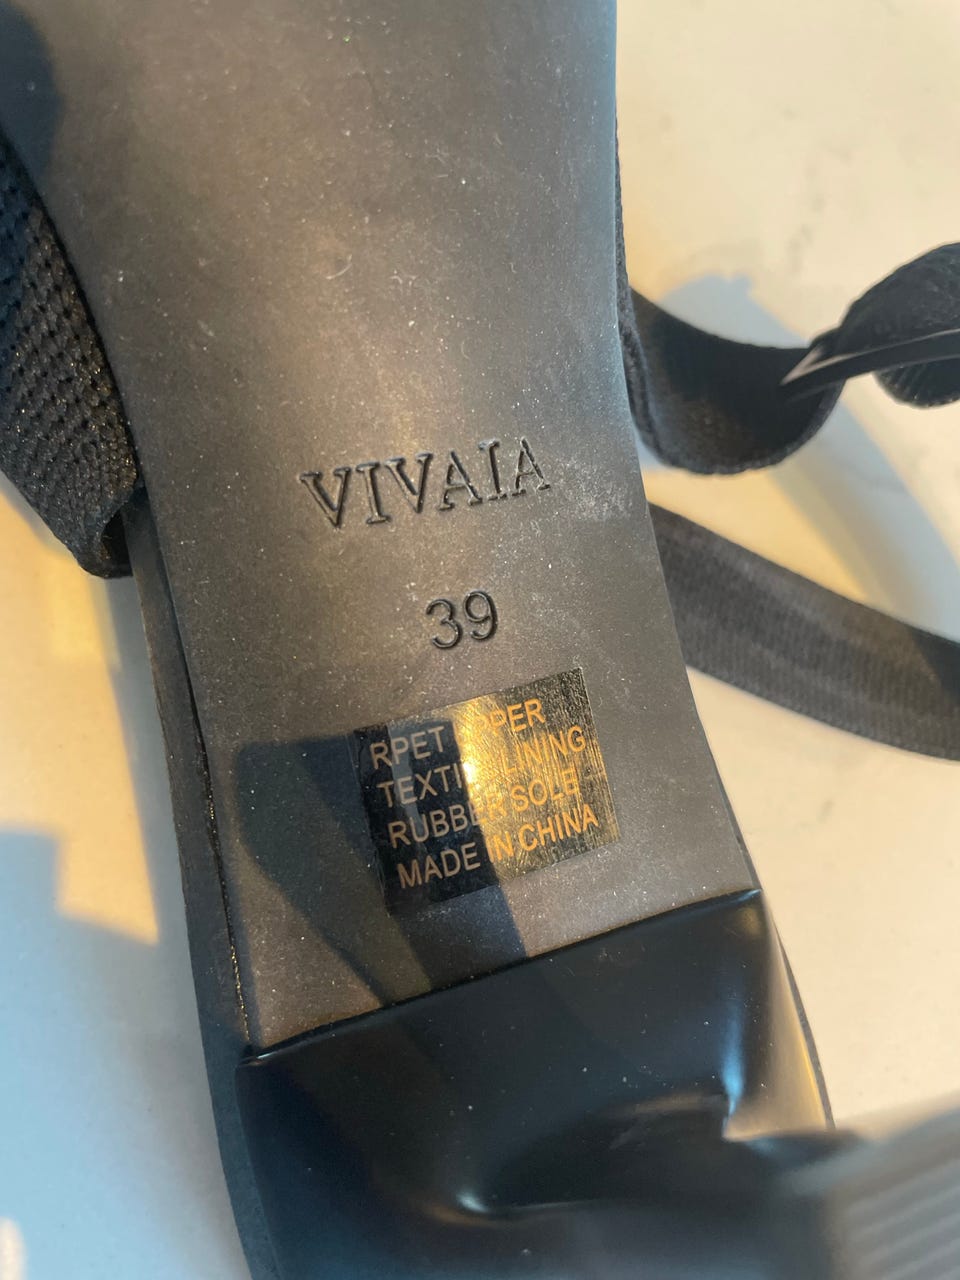 VIVAIA
39
RPET UPPER
TEXTILE LINING
RUBBER SOLE
MADE IN CHINA